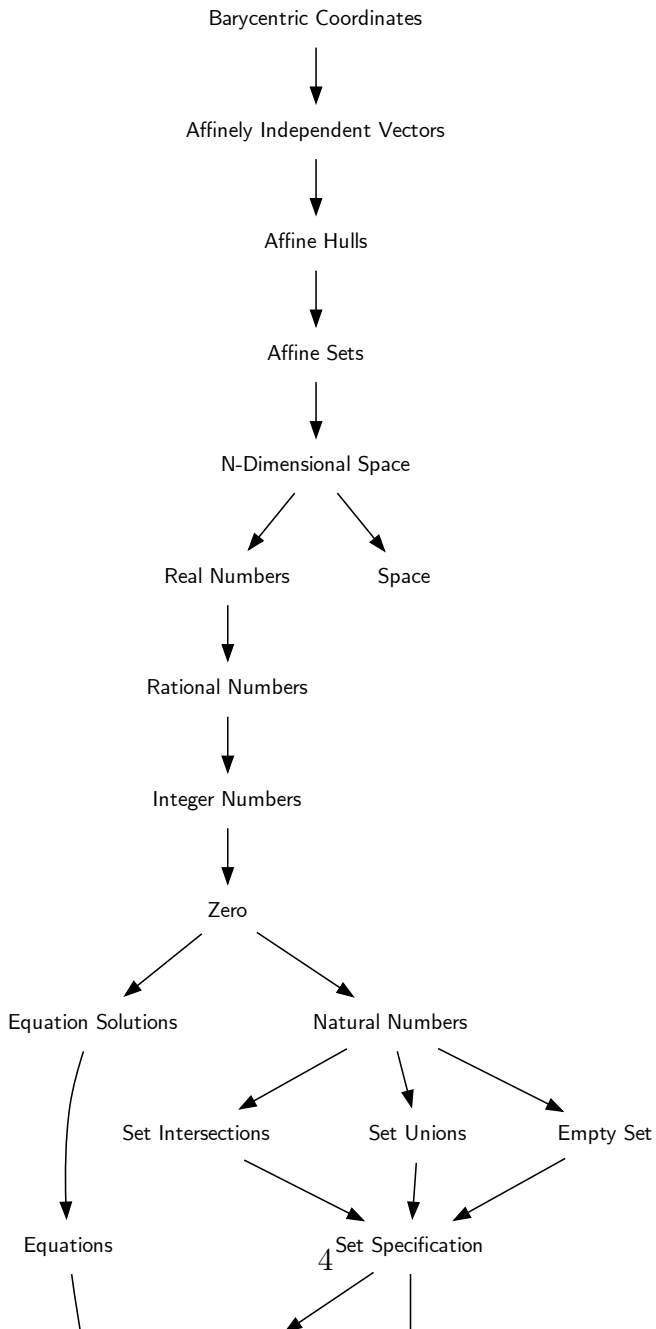 Barycentric Coordinates
Affinely Independent Vectors
Affine Hulls
Affine Sets
N-Dimensional Space
Real Numbers
Space
Rational Numbers
Integer Numbers
Zero
Equation Solutions
Natural Numbers
Set Intersections
Set Unions
Empty Set
Equations
4
Set Specification